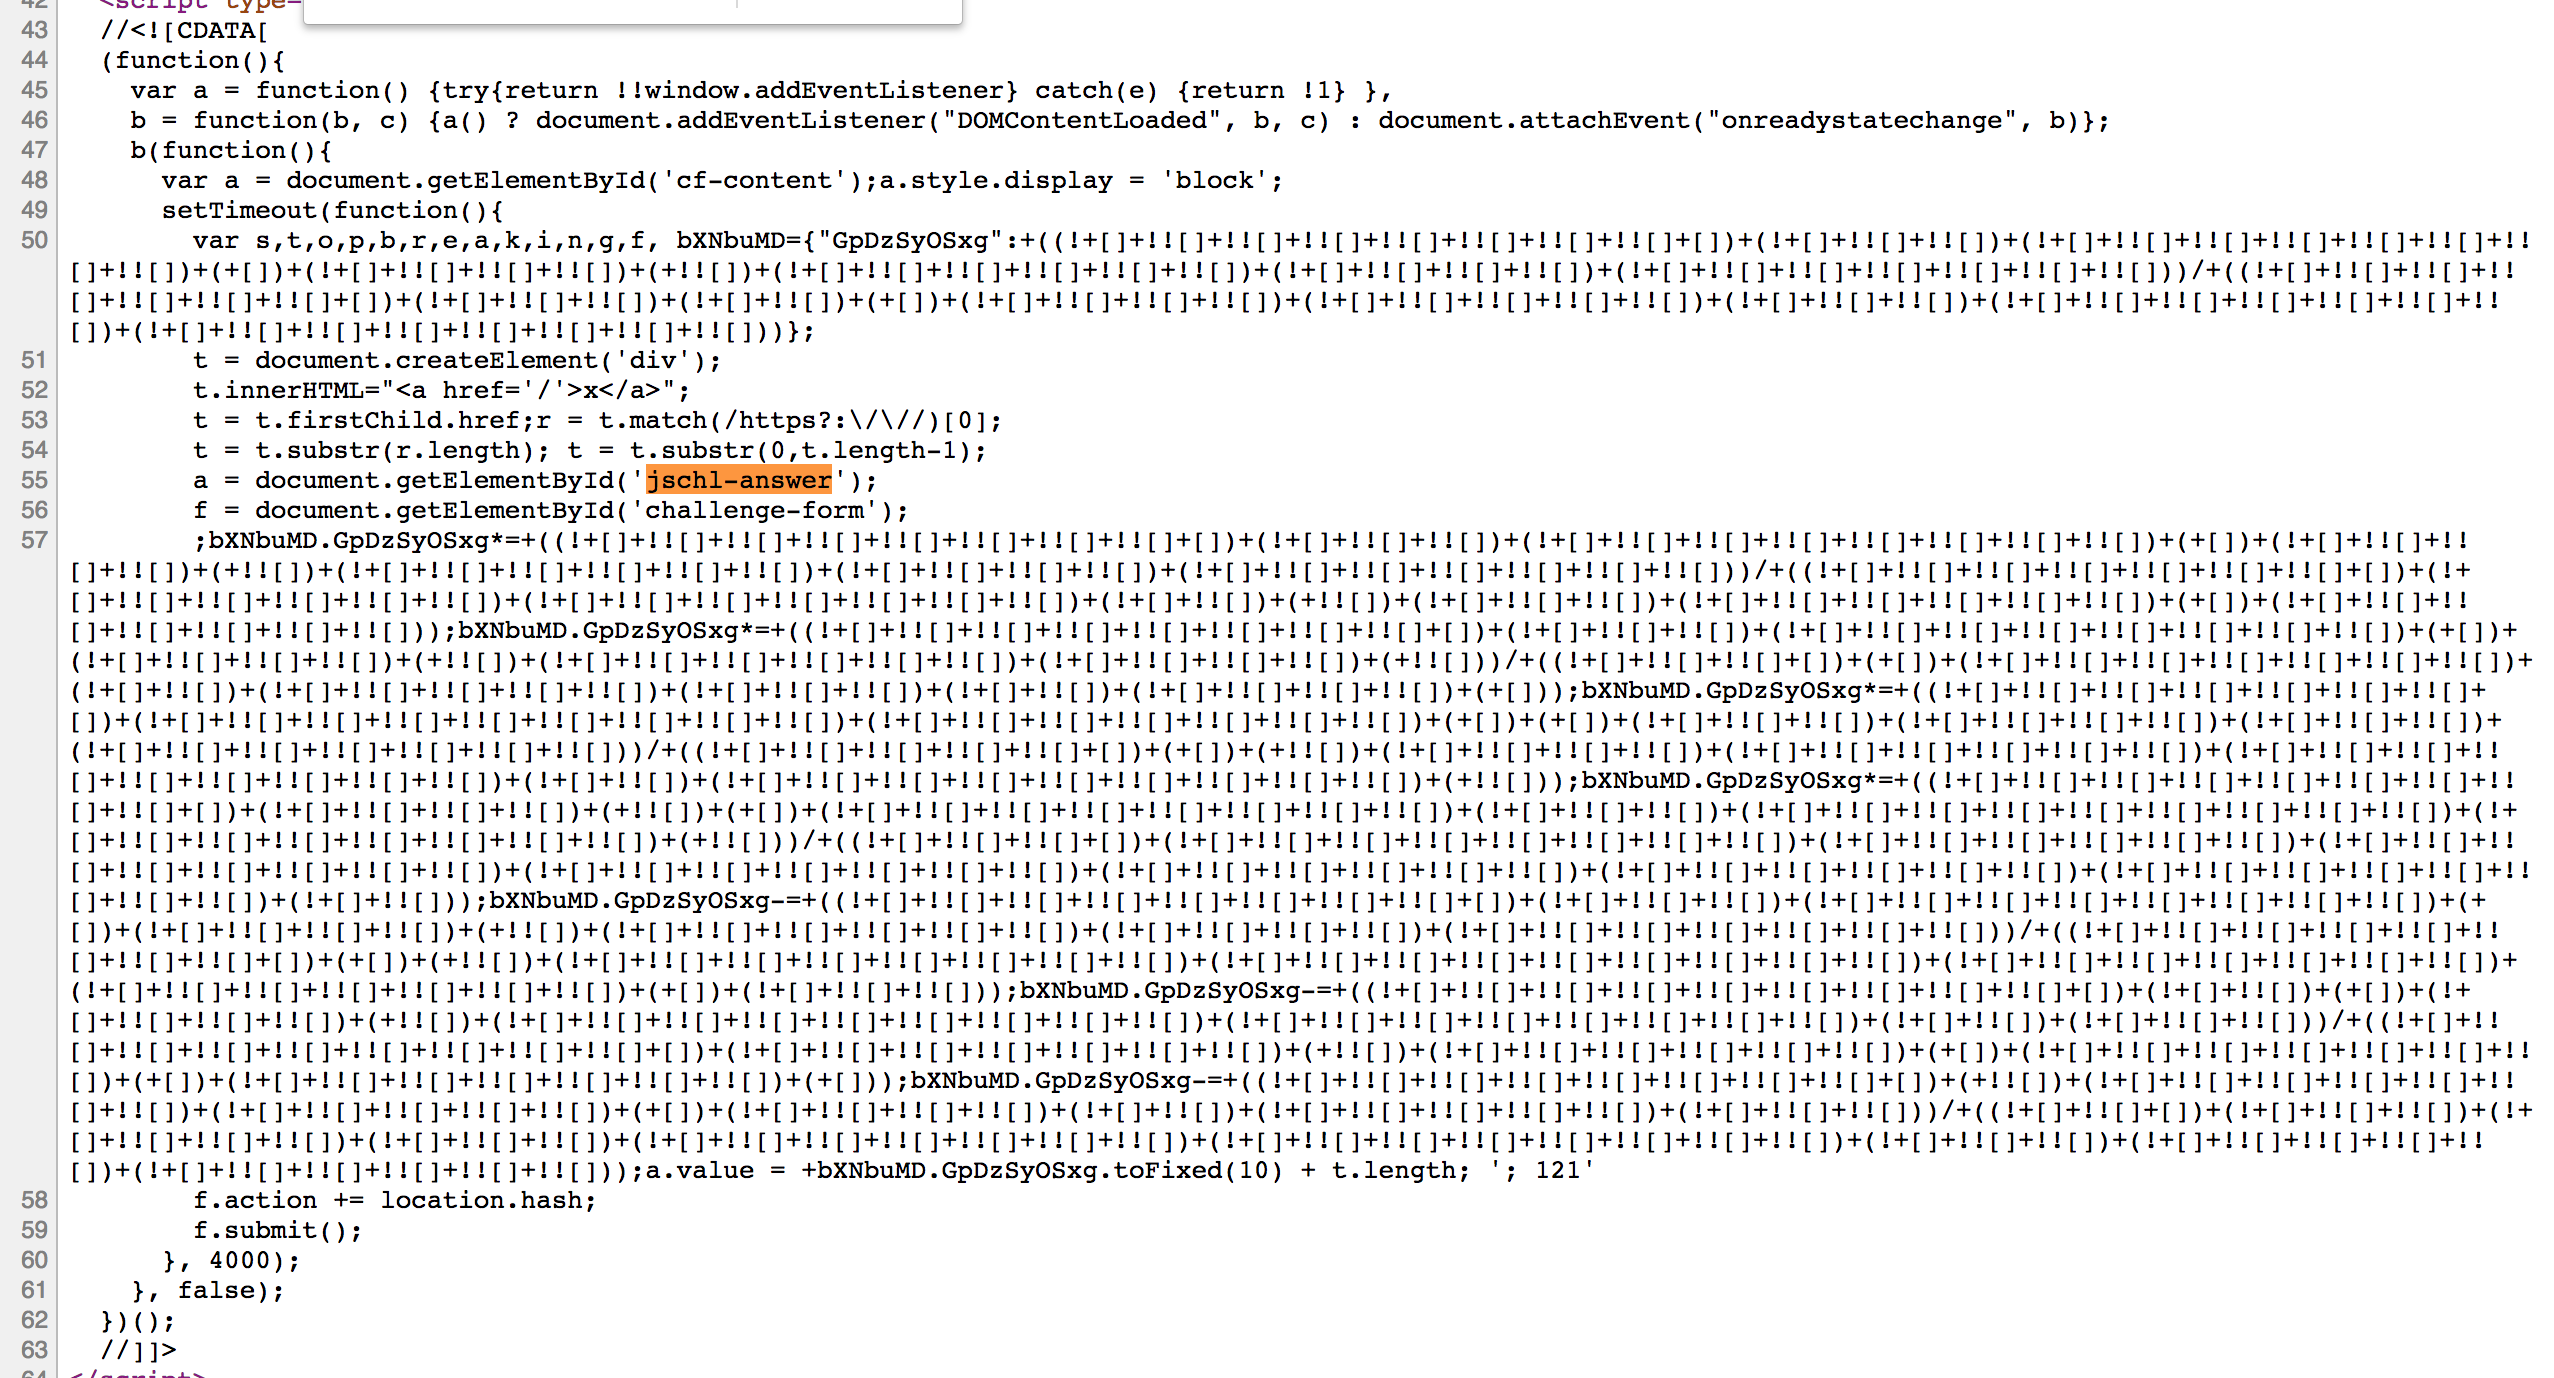 42 <script type=
43 //<![CDATA[
44 (function(){
45 var a = function() {try{return !!window.addEventListener} catch(e) {return !1} },
46 b = function(b, c) {a() ? document.addEventListener("DOMContentLoaded", b, c) : document.attachEvent("onreadystatechange", b)};
47 b(function(){
48 var a = document.getElementById('cf-content');a.style.display = 'block';
49 setTimeout(function(){
50 var s,t,o,p,b,r,e,a,k,i,n,g,f, bXNbuMD={"GpDzSyOSxg":+((!+[]+!![]+!![]+!![]+!![]+!![]+!![]+!![]+[])+(!+[]+!![]+!![])+(!+[]+!![]+!![]+!![]+!![]+!![]+!!
[]+!![])+(+[])+(!+[]+!![]+!![]+!![])+(+!![])+(!+[]+!![]+!![]+!![]+!![]+!![])+(!+[]+!![]+!![]+!![])+(!+[]+!![]+!![]+!![]+!![]+!![]+!![]))/+((!+[]+!![]+!!
[]+!![]+!![]+!![]+[])+(!+[]+!![]+!![])+(!+[]+!![])+(+[])+(!+[]+!![]+!![]+!![])+(!+[]+!![]+!![]+!![]+!![])+(!+[]+!![]+!![])+(!+[]+!![]+!![]+!![]+!![]+!!
[])+(!+[]+!![]+!![]+!![]+!![]+!![]+!![]+!![]))};
51 t = document.createElement('div');
52 t.innerHTML="<a href='/'>x</a>";
53 t = t.firstChild.href;r = t.match(/https?:\/\//)[0];
54 t = t.substr(r.length); t = t.substr(0,t.length-1);
55 a = document.getElementById('jschl-answer');
56 f = document.getElementById('challenge-form');
57 ;bXNbuMD.GpDzSyOSxg*=+((!+[]+!![]+!![]+!![]+!![]+!![]+!![]+!![]+[])+(!+[]+!![]+!![])+(!+[]+!![]+!![]+!![]+!![]+!![]+!![]+!![])+(+[])+(!+[]+!![]+!!
[]+!![])+(+!![])+(!+[]+!![]+!![]+!![]+!![]+!![])+(!+[]+!![]+!![]+!![])+(!+[]+!![]+!![]+!![]+!![]+!![]+!![]))/+((!+[]+!![]+!![]+!![]+!![]+!![]+!![]+[])+(!+
[]+!![]+!![]+!![]+!![]+!![])+(!+[]+!![]+!![]+!![]+!![]+!![]+!![])+(!+[]+!![])+(+!![])+(!+[]+!![]+!![])+(!+[]+!![]+!![]+!![]+!![])+(+[])+(!+[]+!![]+!!
[]+!![]+!![]+!![]+!![]));bXNbuMD.GpDzSyOSxg*=+((!+[]+!![]+!![]+!![]+!![]+!![]+!![]+!![]+[])+(!+[]+!![]+!![])+(!+[]+!![]+!![]+!![]+!![]+!![]+!![]+!![])+(+[])+
(!+[]+!![]+!![]+!![])+(+!![])+(!+[]+!![]+!![]+!![]+!![]+!![])+(!+[]+!![]+!![]+!![])+(+!![]))/+((!+[]+!![]+!![]+[])+(+[])+(!+[]+!![]+!![]+!![]+!![]+!![]+!![])+
(!+[]+!![])+(!+[]+!![]+!![]+!![]+!![])+(!+[]+!![]+!![])+(!+[]+!![])+(!+[]+!![]+!![]+!![])+(+[]));bXNbuMD.GpDzSyOSxg*=+((!+[]+!![]+!![]+!![]+!![]+!![]+!![]+
[])+(!+[]+!![]+!![]+!![]+!![]+!![]+!![]+!![]+!![])+(!+[]+!![]+!![]+!![]+!![]+!![]+!![])+(+[])+(+[])+(!+[]+!![]+!![])+(!+[]+!![]+!![]+!![])+(!+[]+!![]+!![])+
(!+[]+!![]+!![]+!![]+!![]+!![]+!![]))/+((!+[]+!![]+!![]+!![]+!![]+[])+(+[])+(+!![])+(!+[]+!![]+!![]+!![])+(!+[]+!![]+!![]+!![]+!![])+(!+[]+!![]+!![]+!!
[]+!![]+!![]+!![]+!![])+(!+[]+!![])+(!+[]+!![]+!![]+!![]+!![]+!![]+!![]+!![]+!![])+(+!![]));bXNbuMD.GpDzSyOSxg*=+((!+[]+!![]+!![]+!![]+!![]+!![]+!!
[]+!![]+[])+(!+[]+!![]+!![]+!![])+(+!![])+(+[])+(!+[]+!![]+!![]+!![]+!![]+!![]+!![]+!![])+(!+[]+!![]+!![])+(!+[]+!![]+!![]+!![]+!![]+!![]+!![]+!![]+!![])+(!+
[]+!![]+!![]+!![]+!![]+!![]+!![]+!![])+(+!![]))/+((!+[]+!![]+!![]+[])+(!+[]+!![]+!![]+!![]+!![]+!![]+!![]+!![])+(!+[]+!![]+!![]+!![]+!![]+!![])+(!+[]+!![]+!!
[]+!![]+!![]+!![]+!![]+!![])+(!+[]+!![]+!![]+!![]+!![]+!![]+!![])+(!+[]+!![]+!![]+!![]+!![]+!![])+(!+[]+!![]+!![]+!![]+!![]+!![])+(!+[]+!![]+!![]+!![]+!![]+!!
[]+!![]+!![])+(!+[]+!![]));bXNbuMD.GpDzSyOSxg-=+((!+[]+!![]+!![]+!![]+!![]+!![]+!![]+!![]+[])+(!+[]+!![]+!![])+(!+[]+!![]+!![]+!![]+!![]+!![]+!![]+!![])+(+
[])+(!+[]+!![]+!![]+!![])+(+!![])+(!+[]+!![]+!![]+!![]+!![]+!![])+(!+[]+!![]+!![]+!![])+(!+[]+!![]+!![]+!![]+!![]+!![]+!![]))/+((!+[]+!![]+!![]+!![]+!![]+!!
[]+!![]+!![]+[])+(+[])+(+!![])+(!+[]+!![]+!![]+!![]+!![]+!![]+!![]+!![])+(!+[]+!![]+!![]+!![]+!![]+!![]+!![]+!![]+!![])+(!+[]+!![]+!![]+!![]+!![]+!![]+!![])+
(!+[]+!![]+!![]+!![]+!![]+!![]+!![])+(+[])+(!+[]+!![]+!![]));bXNbuMD.GpDzSyOSxg-=+((!+[]+!![]+!![]+!![]+!![]+!![]+!![]+!![]+!![]+[])+(!+[]+!![])+(+[])+(!+
[]+!![]+!![]+!![])+(+!![])+(!+[]+!![]+!![]+!![]+!![]+!![]+!![]+!![]+!![])+(!+[]+!![]+!![]+!![]+!![]+!![]+!![]+!![])+(!+[]+!![])+(!+[]+!![]+!![]))/+((!+[]+!!
[]+!![]+!![]+!![]+!![]+!![]+!![]+!![]+[])+(!+[]+!![]+!![]+!![]+!![]+!![]+!![])+(+!![])+(!+[]+!![]+!![]+!![]+!![]+!![])+(+[])+(!+[]+!![]+!![]+!![]+!![]+!![]+!!
[])+(+[])+(!+[]+!![]+!![]+!![]+!![]+!![]+!![])+(+[]));bXNbuMD.GpDzSyOSxg-=+((!+[]+!![]+!![]+!![]+!![]+!![]+!![]+!![]+[])+(+!![])+(!+[]+!![]+!![]+!![]+!![]+!!
[]+!![])+(!+[]+!![]+!![]+!![]+!![])+(+[])+(!+[]+!![]+!![]+!![])+(!+[]+!![])+(!+[]+!![]+!![]+!![]+!![])+(!+[]+!![]+!![]))/+((!+[]+!![]+[])+(!+[]+!![]+!![])+(!+
[]+!![]+!![]+!![])+(!+[]+!![]+!![])+(!+[]+!![]+!![]+!![]+!![]+!![]+!![])+(!+[]+!![]+!![]+!![]+!![]+!![]+!![]+!![])+(!+[]+!![]+!![])+(!+[]+!![]+!![]+!![]+!!
[])+(!+[]+!![]+!![]+!![]+!![]+!![]));a.value = +bXNbuMD.GpDzSyOSxg.toFixed(10) + t.length; '; 121'
58 f.action += location.hash;
59 f.submit();
60 }, 4000);
61 }, false);
62 })();
63 //]]>
64 </script>